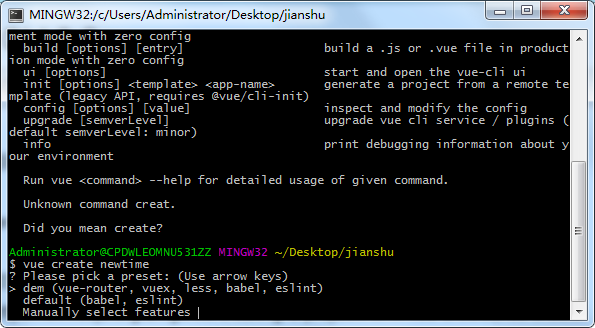 MINGW32:/c/Users/Administrator/Desktop/jianshu
ment mode with zero config
  build [options] [entry]                    build a .js or .vue file in product
ion mode with zero config
  ui [options]                               start and open the vue-cli ui
  init [options] <template> <app-name>       generate a project from a remote te
mplate (legacy API, requires @vue/cli-init)
  config [options] [value]                   inspect and modify the config
  upgrade [semverLevel]                      upgrade vue cli service / plugins (
default semverLevel: minor)
  info                                       print debugging information about y
our environment

  Run vue <command> --help for detailed usage of given command.

  Unknown command creat.

  Did you mean create?

Administrator@CPDWLEOMNU531ZZ MINGW32 ~/Desktop/jianshu
$ vue create newtime
? Please pick a preset: (Use arrow keys)
> dem (vue-router, vuex, less, babel, eslint)
  default (babel, eslint)
  Manually select features